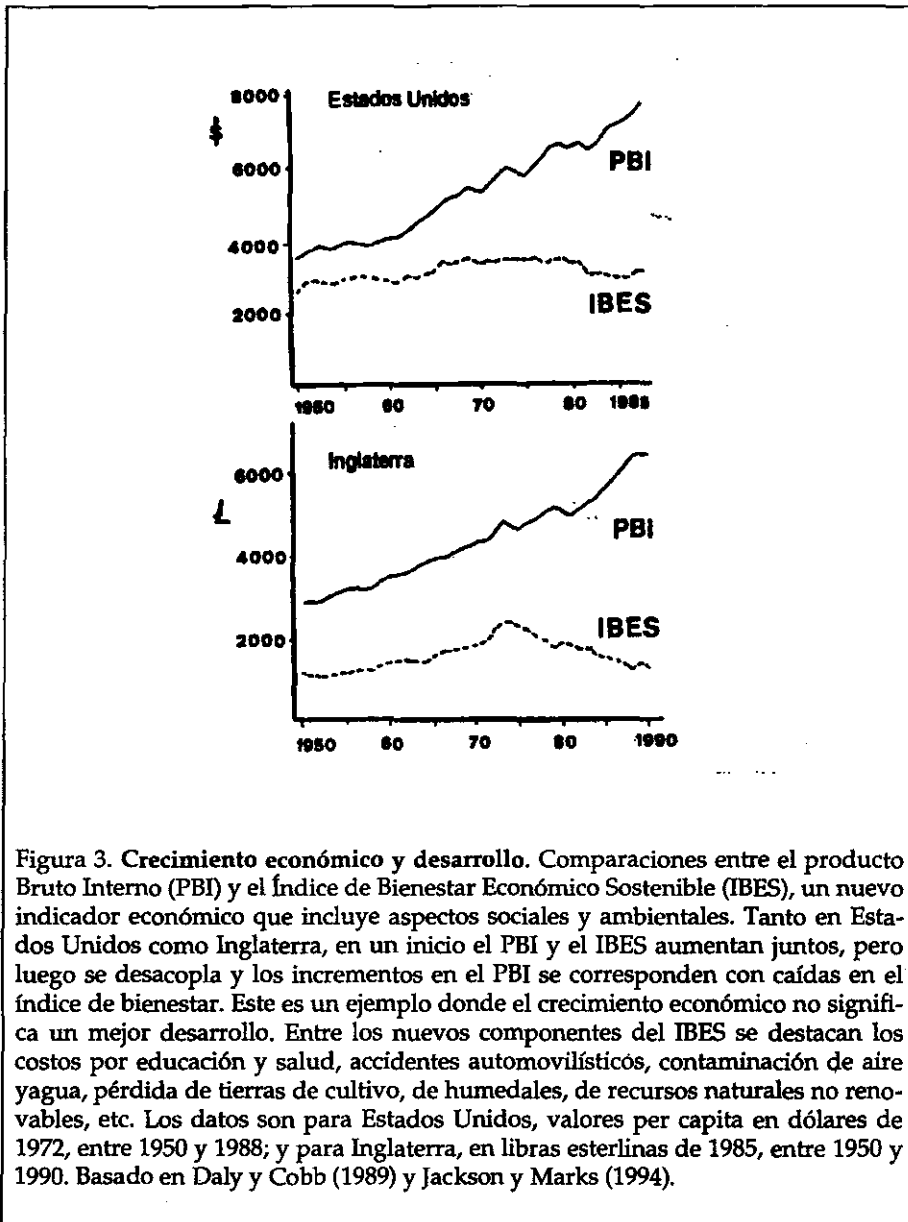 Estados Unidos
8000
$
6000
4000
2000
PBI
IBES
1950 60 70 80 1988
Inglaterra
6000
£
4000
2000
PBI
IBES
1950 60 70 80 1990
Figura 3. Crecimiento económico y desarrollo. Comparaciones entre el producto
Bruto Interno (PBI) y el Índice de Bienestar Económico Sostenible (IBES), un nuevo
indicador económico que incluye aspectos sociales y ambientales. Tanto en Esta-
dos Unidos como Inglaterra, en un inicio el PBI y el IBES aumentan juntos, pero
luego se desacopla y los incrementos en el PBI se corresponden con caídas en el
índice de bienestar. Este es un ejemplo donde el crecimiento económico no signifi-
ca un mejor desarrollo. Entre los nuevos componentes del IBES se destacan los
costos por educación y salud, accidentes automovilísticos, contaminación de aire
yagua, pérdida de tierras de cultivo, de humedales, de recursos naturales no reno-
vables, etc. Los datos son para Estados Unidos, valores per capita en dólares de
1972, entre 1950 y 1988; y para Inglaterra, en libras esterlinas de 1985, entre 1950 y
1990. Basado en Daly y Cobb (1989) y Jackson y Marks (1994).